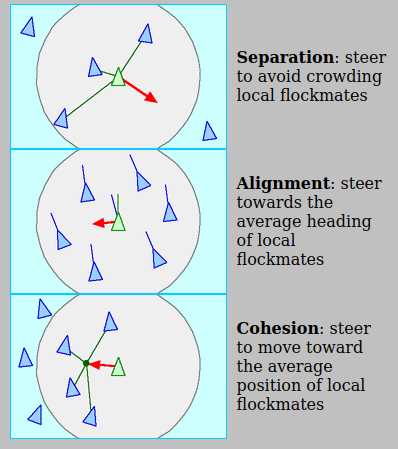 Separation: steer
to avoid crowding
local flockmates
Alignment: steer
towards the
average heading
of local
flockmates
Cohesion: steer
to move toward
the average
position of local
flockmates